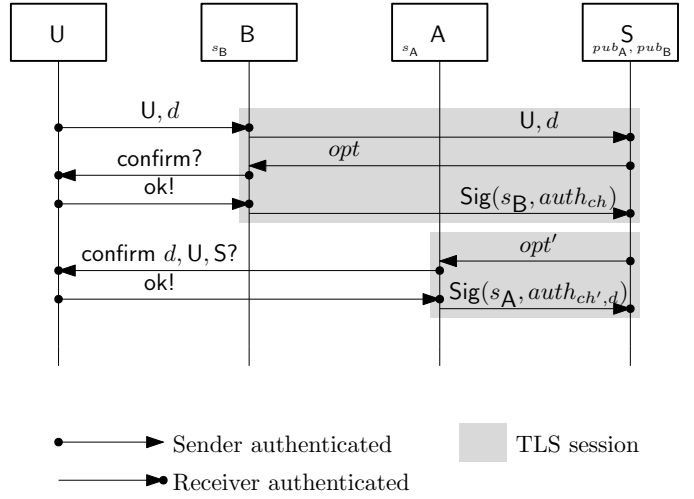 U B A S
s_B s_A pub_A, pub_B
U, d
U, d
opt
confirm?
ok!
Sig(s_B, auth_ch)
opt′
confirm d, U, S?
ok!
Sig(s_A, auth_ch′,d)
Sender authenticated TLS session
Receiver authenticated